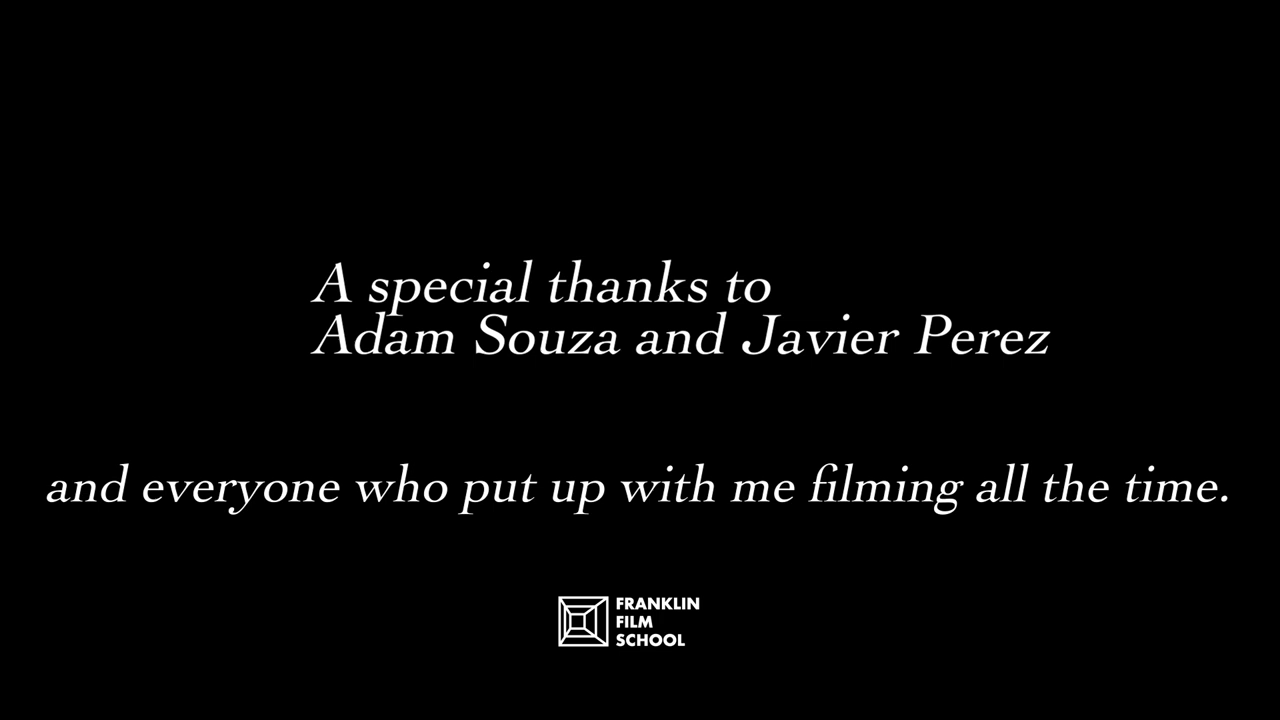 A special thanks to
Adam Souza and Javier Perez
and everyone who put up with me filming all the time.
FRANKLIN
FILM
SCHOOL